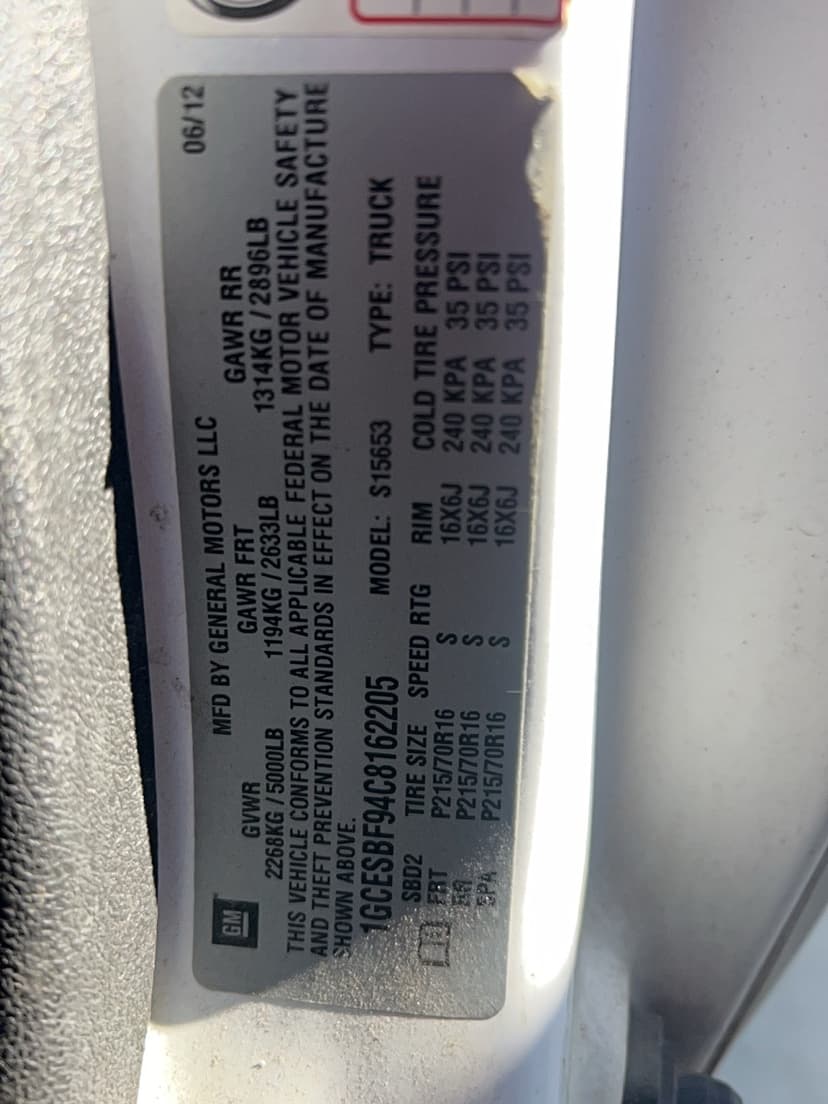 GM
MFD BY GENERAL MOTORS LLC 06/12
GVWR GAWR FRT GAWR RR
2268KG / 5000LB 1194KG / 2633LB 1314KG / 2896LB
THIS VEHICLE CONFORMS TO ALL APPLICABLE FEDERAL MOTOR VEHICLE SAFETY
AND THEFT PREVENTION STANDARDS IN EFFECT ON THE DATE OF MANUFACTURE
SHOWN ABOVE.
1GCESBF94C8162205 MODEL: S15653 TYPE: TRUCK
SBD2 TIRE SIZE SPEED RTG RIM COLD TIRE PRESSURE
FRT P215/70R16 S 16X6J 240 KPA 35 PSI
RR P215/70R16 S 16X6J 240 KPA 35 PSI
SPA P215/70R16 S 16X6J 240 KPA 35 PSI